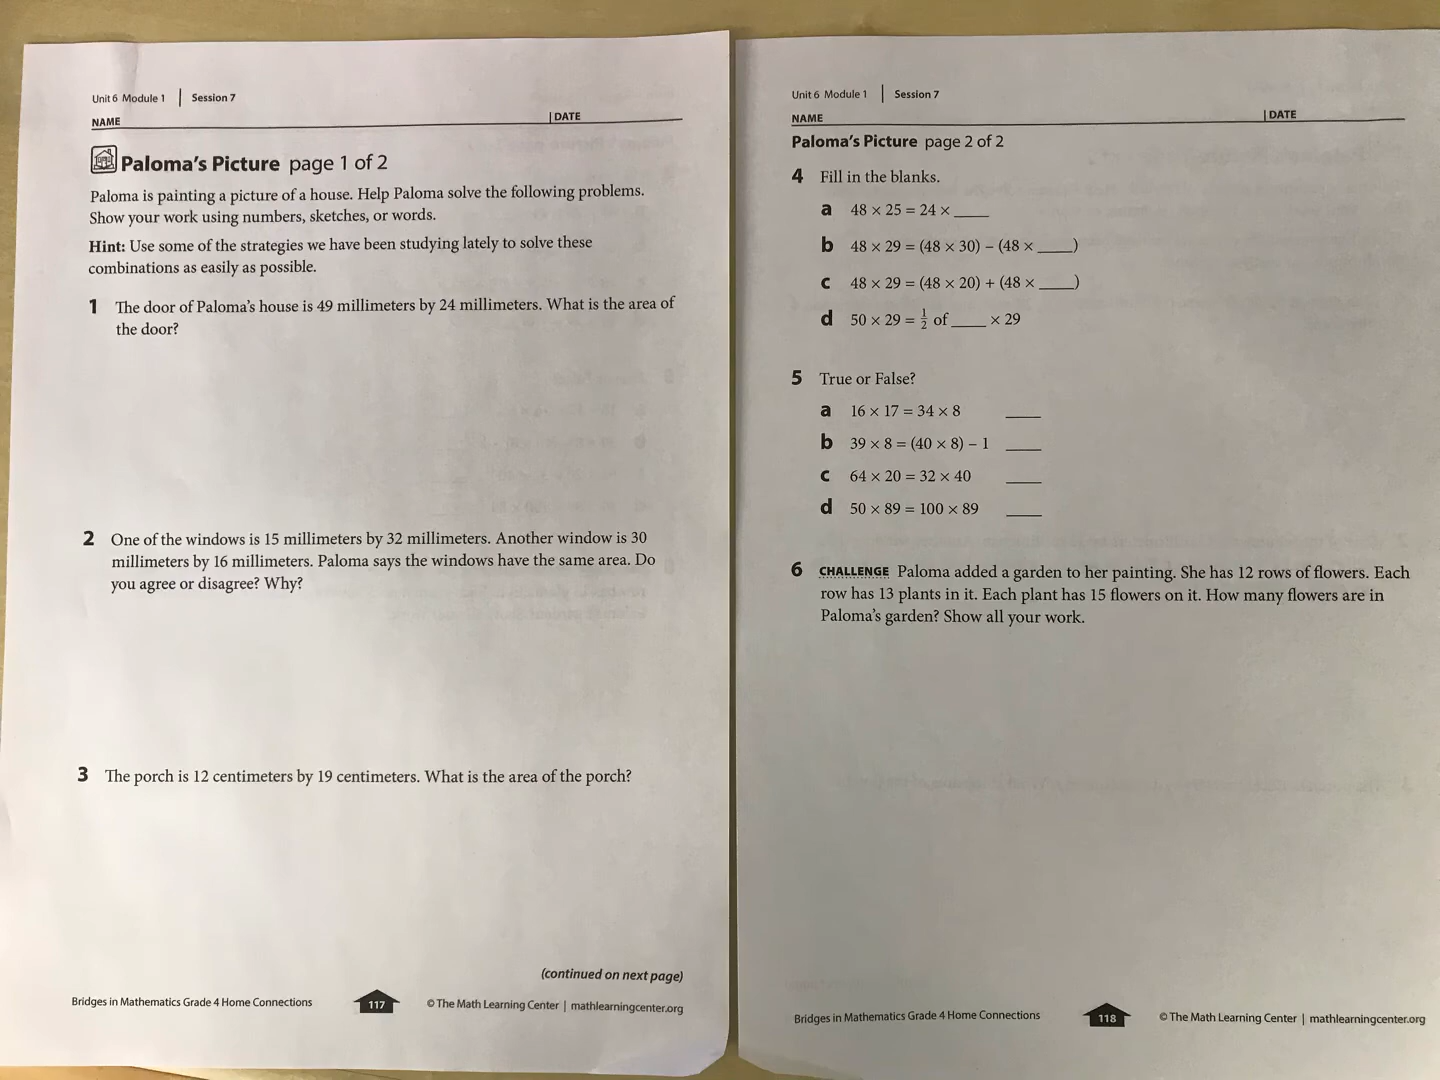 Unit 6 Module 1 | Session 7
NAME | DATE
Paloma's Picture page 1 of 2
Paloma is painting a picture of a house. Help Paloma solve the following problems.
Show your work using numbers, sketches, or words.
Hint: Use some of the strategies we have been studying lately to solve these
combinations as easily as possible.
1 The door of Paloma's house is 49 millimeters by 24 millimeters. What is the area of
the door?
2 One of the windows is 15 millimeters by 32 millimeters. Another window is 30
millimeters by 16 millimeters. Paloma says the windows have the same area. Do
you agree or disagree? Why?
3 The porch is 12 centimeters by 19 centimeters. What is the area of the porch?
(continued on next page)
Bridges in Mathematics Grade 4 Home Connections 117 © The Math Learning Center | mathlearningcenter.org
Unit 6 Module 1 | Session 7
NAME | DATE
Paloma's Picture page 2 of 2
4 Fill in the blanks.
a 48 × 25 = 24 × ____
b 48 × 29 = (48 × 30) – (48 × ____)
c 48 × 29 = (48 × 20) + (48 × ____)
d 50 × 29 = 1/2 of ____ × 29
5 True or False?
a 16 × 17 = 34 × 8 ____
b 39 × 8 = (40 × 8) – 1 ____
c 64 × 20 = 32 × 40 ____
d 50 × 89 = 100 × 89 ____
6 CHALLENGE Paloma added a garden to her painting. She has 12 rows of flowers. Each
row has 13 plants in it. Each plant has 15 flowers on it. How many flowers are in
Paloma's garden? Show all your work.
Bridges in Mathematics Grade 4 Home Connections 118 © The Math Learning Center | mathlearningcenter.org